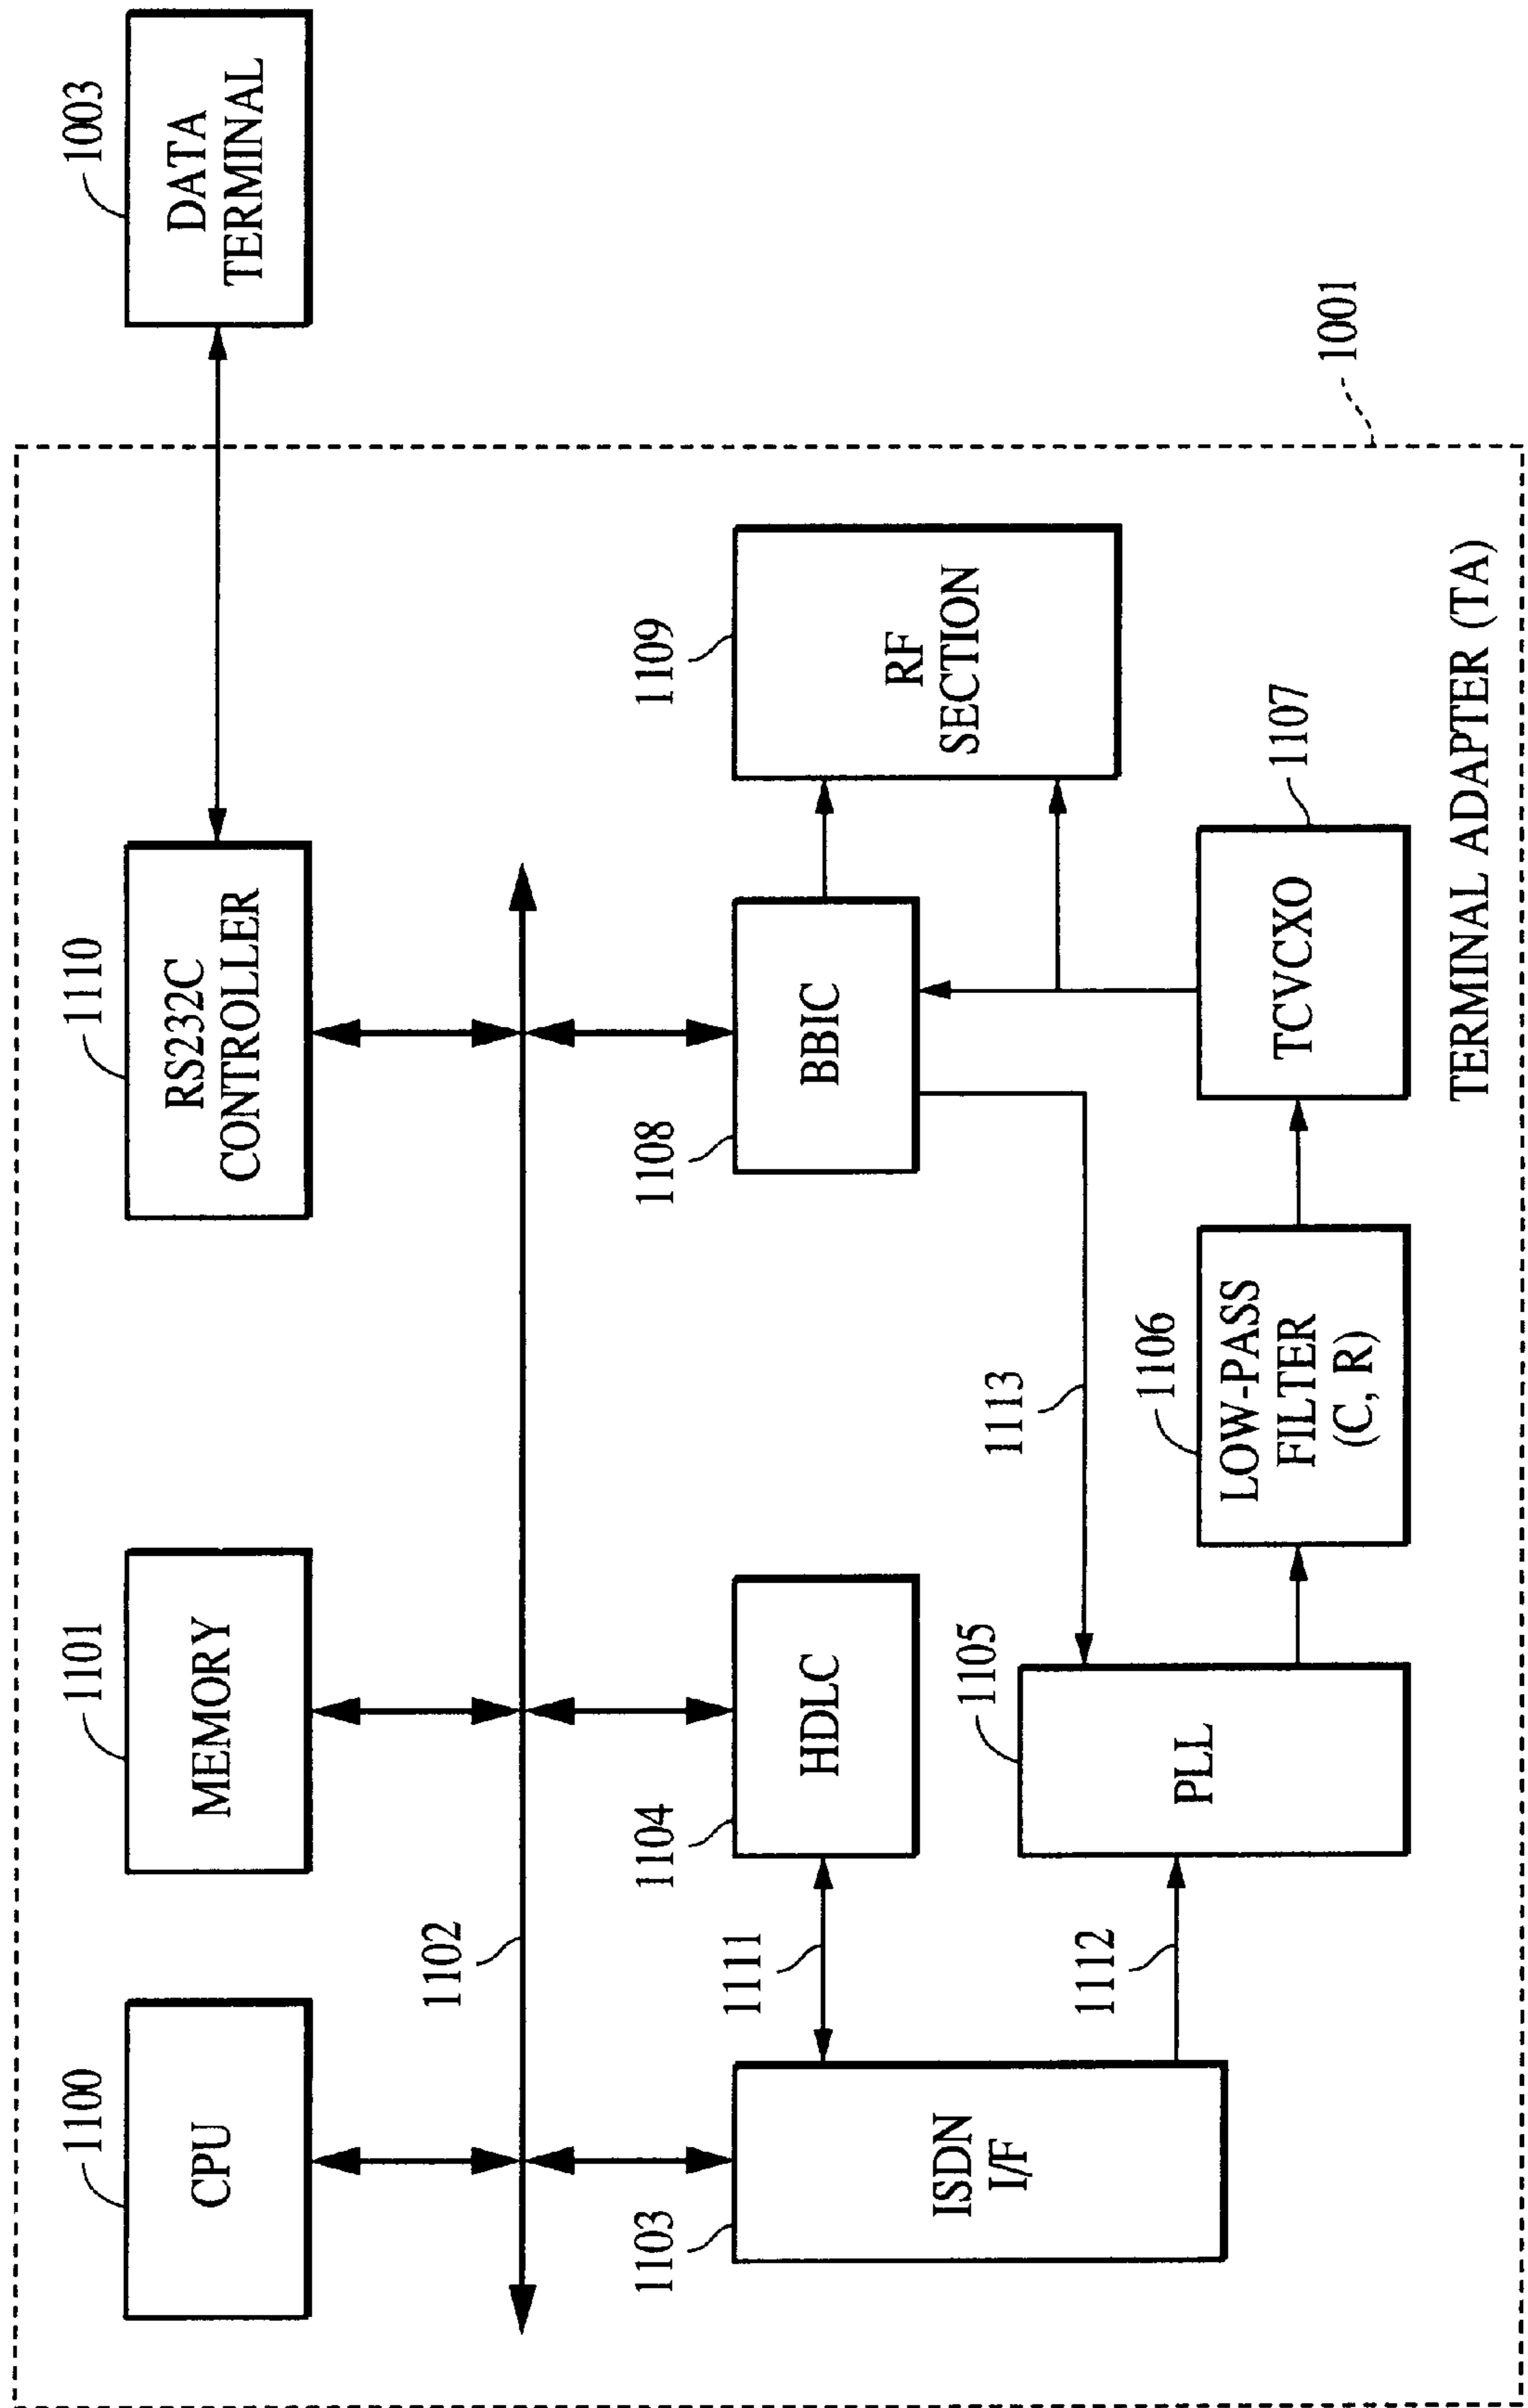 1100
CPU
1101
MEMORY
1110
RS232C
CONTROLLER
1003
DATA
TERMINAL
1102
1103
ISDN
I/F
1111
1104
HDLC
1108
BBIC
1109
RF
SECTION
1112
1105
PLL
1113
1106
LOW-PASS
FILTER
(C, R)
1107
TCVCXO
1001
TERMINAL ADAPTER (TA)